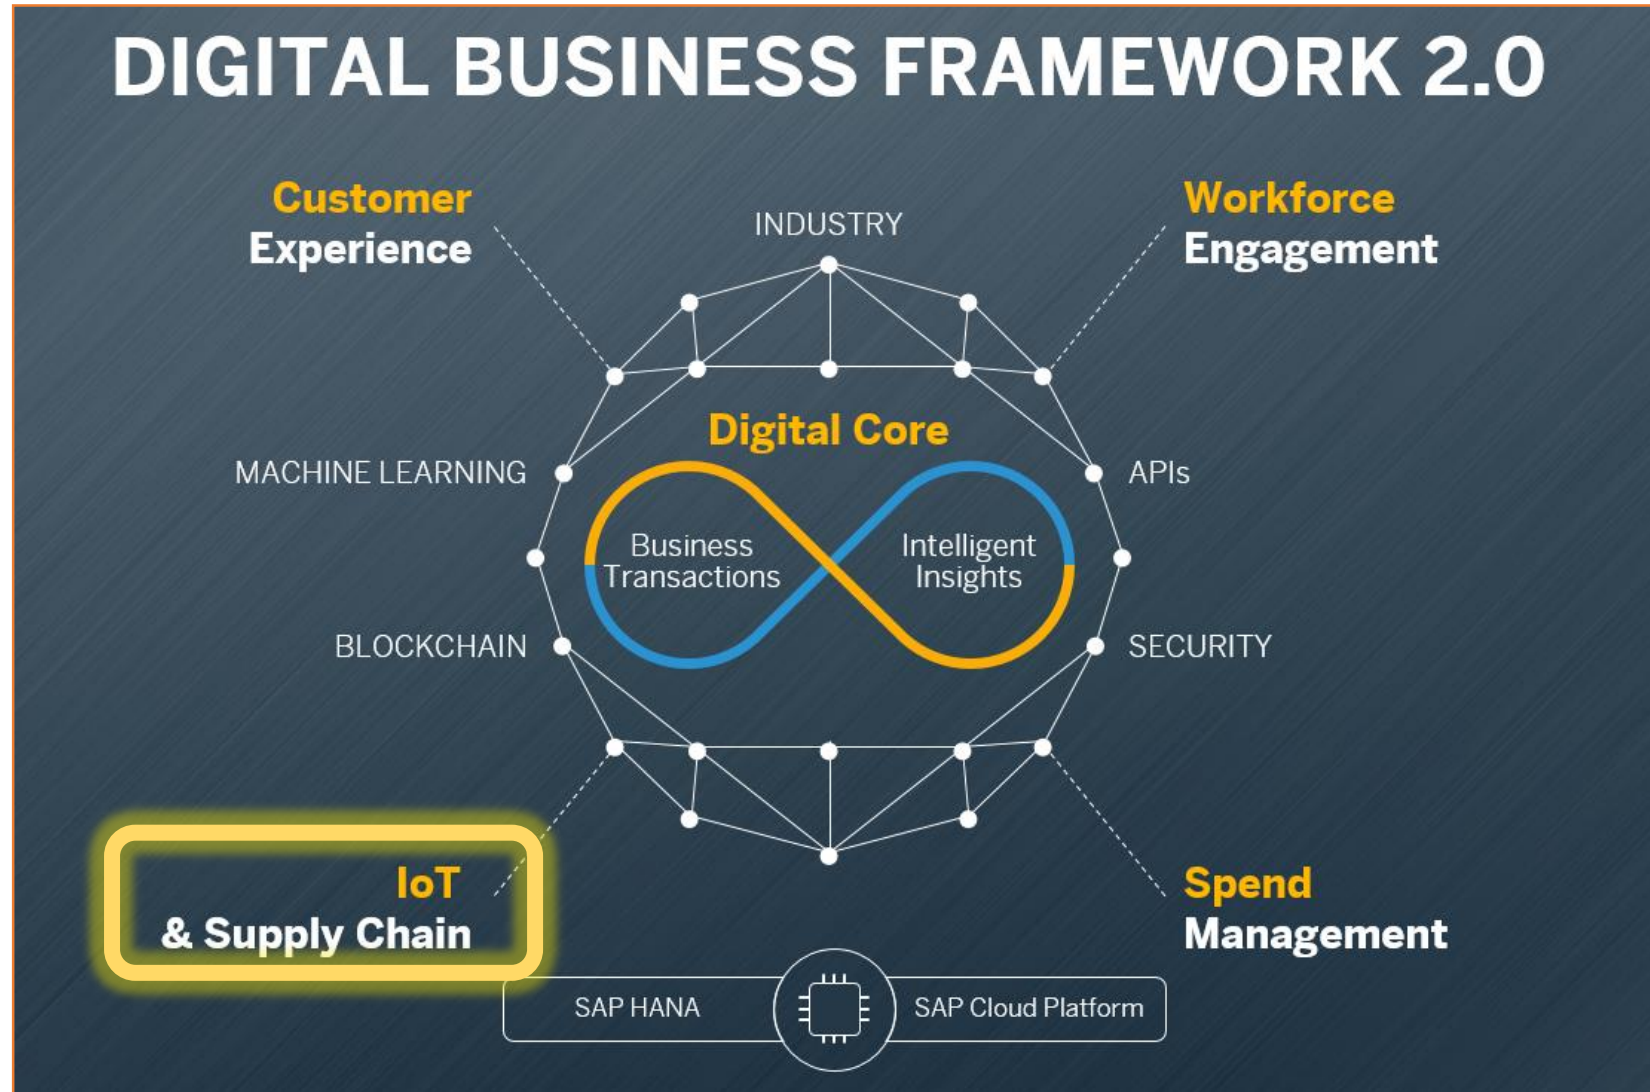 DIGITAL BUSINESS FRAMEWORK 2.0
Customer
Experience
INDUSTRY
Workforce
Engagement
Digital Core
MACHINE LEARNING
APIs
Business
Transactions
Intelligent
Insights
BLOCKCHAIN
SECURITY
IoT
& Supply Chain
Spend
Management
SAP HANA
SAP Cloud Platform